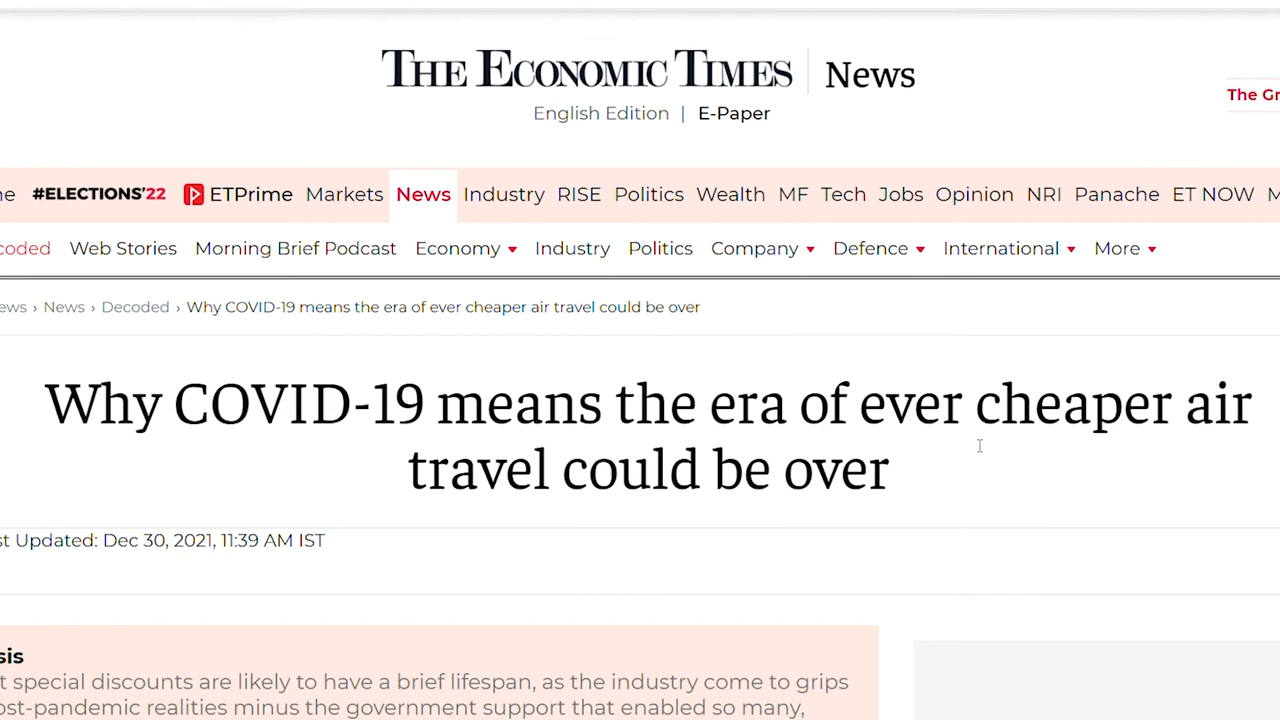 THE ECONOMIC TIMES | News
English Edition | E-Paper
The Gr
#ELECTIONS'22 ETPrime Markets News Industry RISE Politics Wealth MF Tech Jobs Opinion NRI Panache ET NOW M
coded Web Stories Morning Brief Podcast Economy Industry Politics Company Defence International More
ews › News › Decoded › Why COVID-19 means the era of ever cheaper air travel could be over
Why COVID-19 means the era of ever cheaper air
travel could be over
st Updated: Dec 30, 2021, 11:39 AM IST
sis
t special discounts are likely to have a brief lifespan, as the industry come to grips
ost-pandemic realities minus the government support that enabled so many,